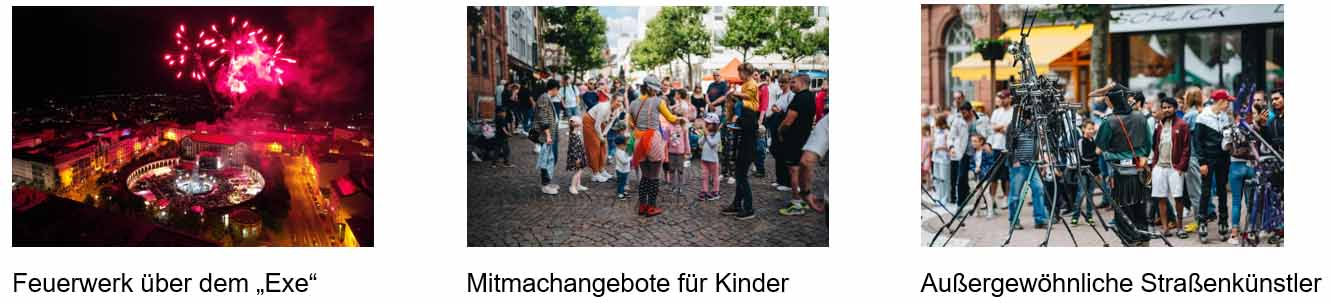 SCHLICK
Feuerwerk über dem „Exe“
Mitmachangebote für Kinder
Außergewöhnliche Straßenkünstler